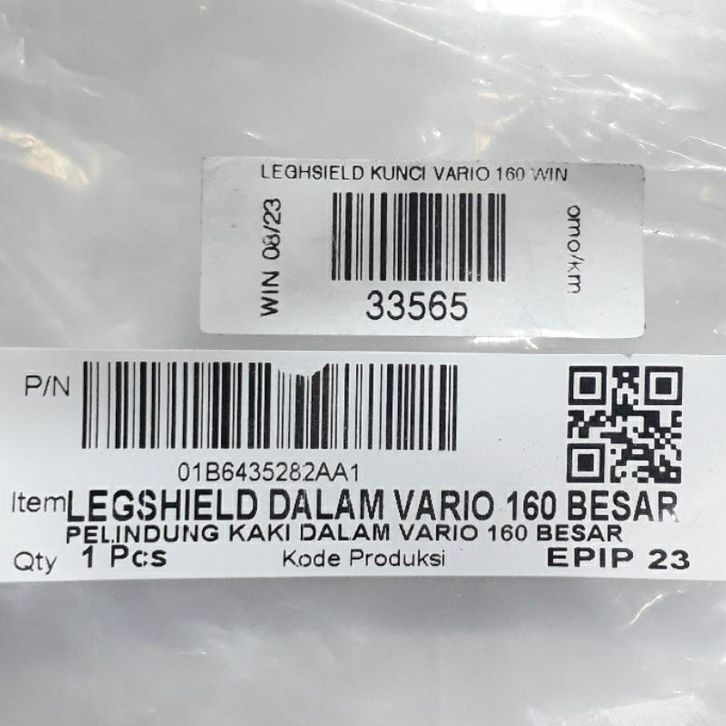 LEGHSIELD KUNCI VARIO 160 WIN
WIN 08/23
omo/km
33565
P/N
01B6435282AA1
Item LEGSHIELD DALAM VARIO 160 BESAR
PELINDUNG KAKI DALAM VARIO 160 BESAR
Qty 1 Pcs Kode Produksi EPIP 23